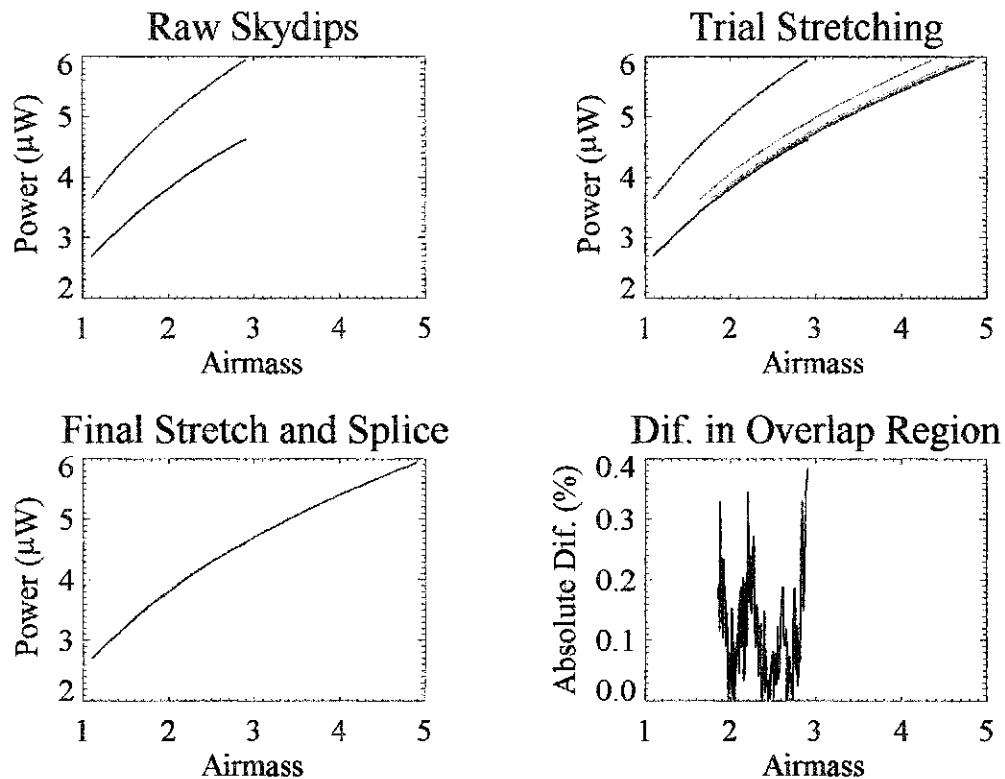 Raw Skydips
Power (µW)
6
5
4
3
2
1 2 3 4 5
Airmass
Trial Stretching
Power (µW)
6
5
4
3
2
1 2 3 4 5
Airmass
Final Stretch and Splice
Power (µW)
6
5
4
3
2
1 2 3 4 5
Airmass
Dif. in Overlap Region
Absolute Dif. (%)
0.4
0.3
0.2
0.1
0.0
1 2 3 4 5
Airmass